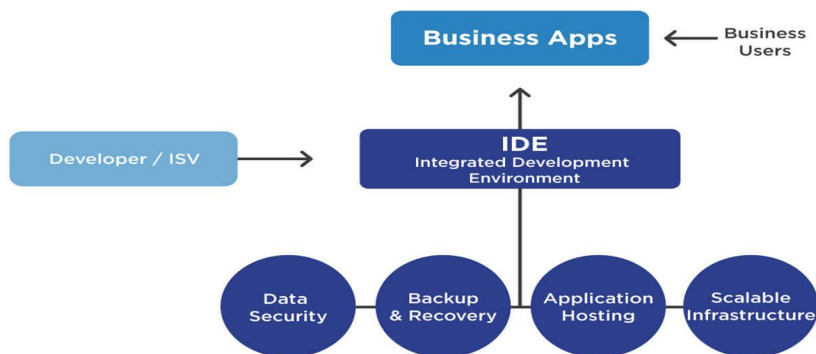 Business Apps
Business
Users
IDE
Integrated Development
Environment
Developer / ISV
Data
Security
Backup
& Recovery
Application
Hosting
Scalable
Infrastructure